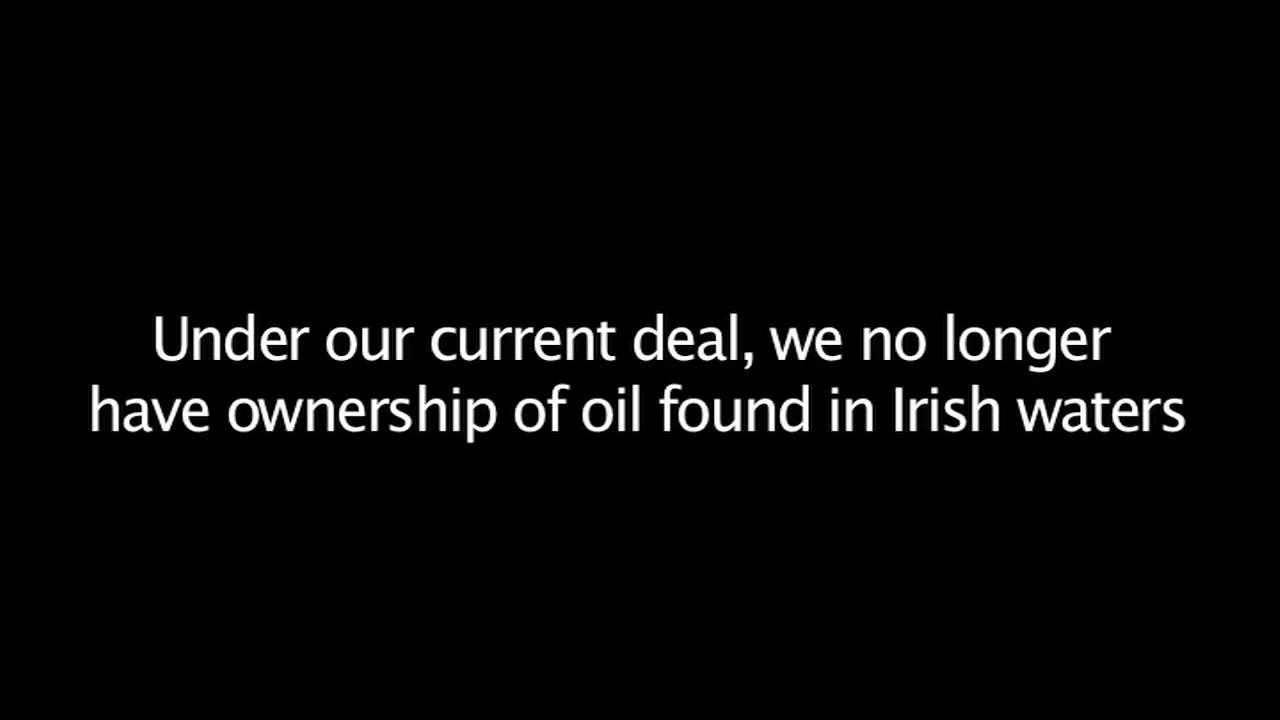 Under our current deal, we no longer
have ownership of oil found in Irish waters